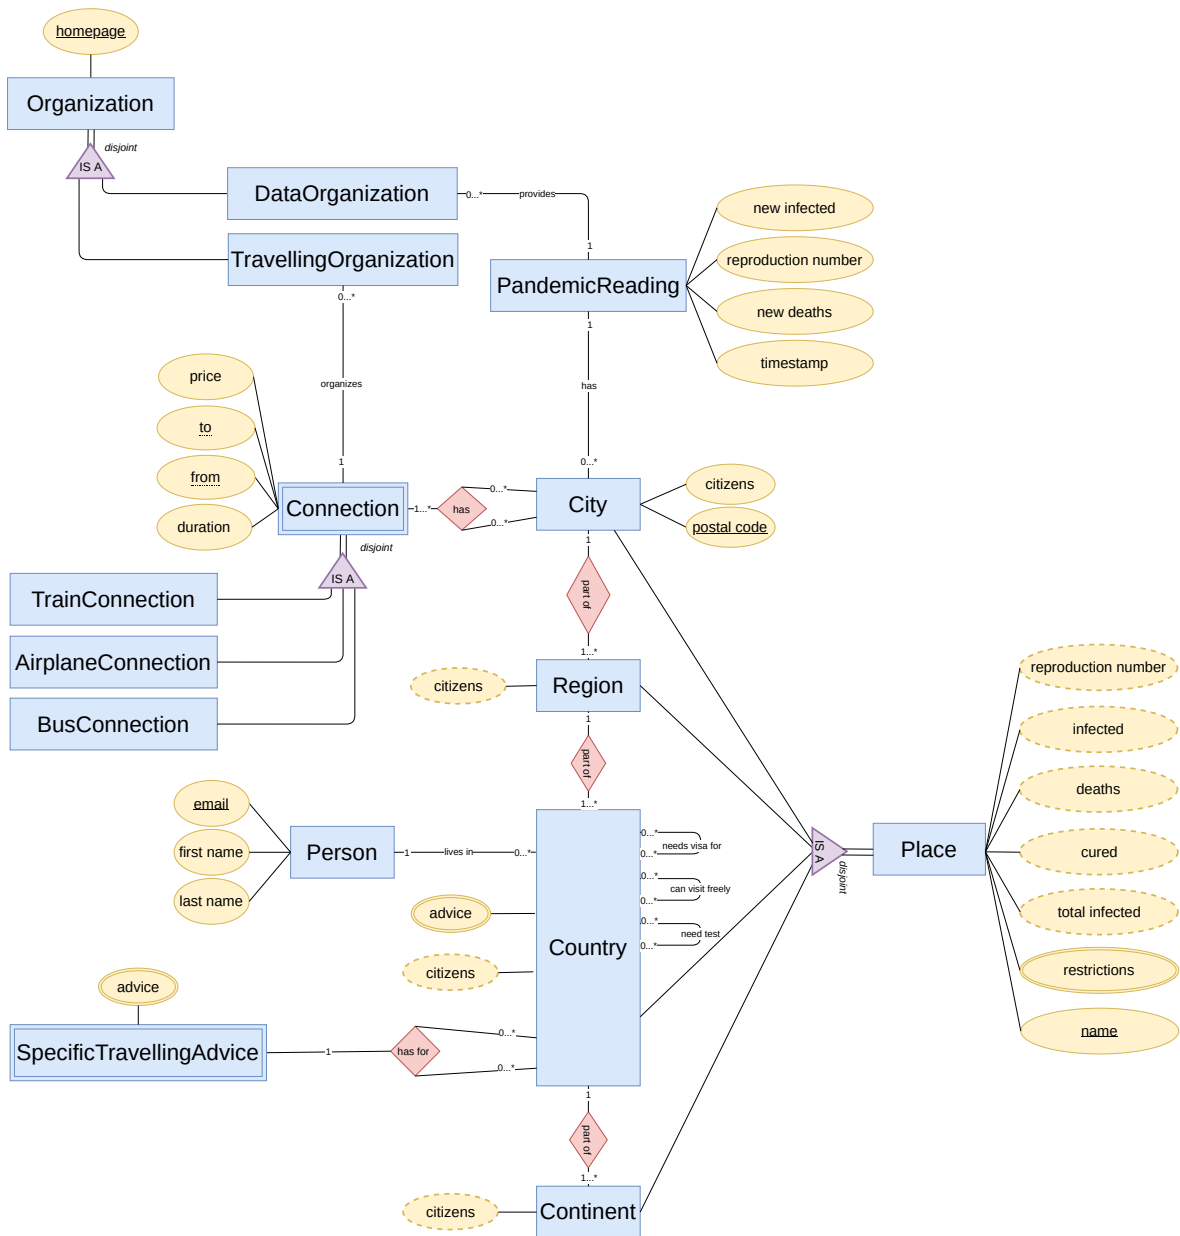 homepage
Organization
disjoint
IS A
DataOrganization
0...*
provides
1
TravellingOrganization
0...*
organizes
1
PandemicReading
new infected
reproduction number
new deaths
timestamp
1
has
0...*
price
to
from
duration
Connection
1...*
has
0...*
0...*
City
citizens
postal code
disjoint
IS A
TrainConnection
AirplaneConnection
BusConnection
1
part of
1...*
citizens
Region
1
part of
1...*
email
first name
last name
Person
1
lives in
0...*
advice
citizens
Country
0...*
needs visa for
0...*
0...*
can visit freely
0...*
0...*
need test
0...*
IS A
disjoint
Place
reproduction number
infected
deaths
cured
total infected
restrictions
name
advice
SpecificTravellingAdvice
1
has for
0...*
0...*
1
part of
1...*
citizens
Continent